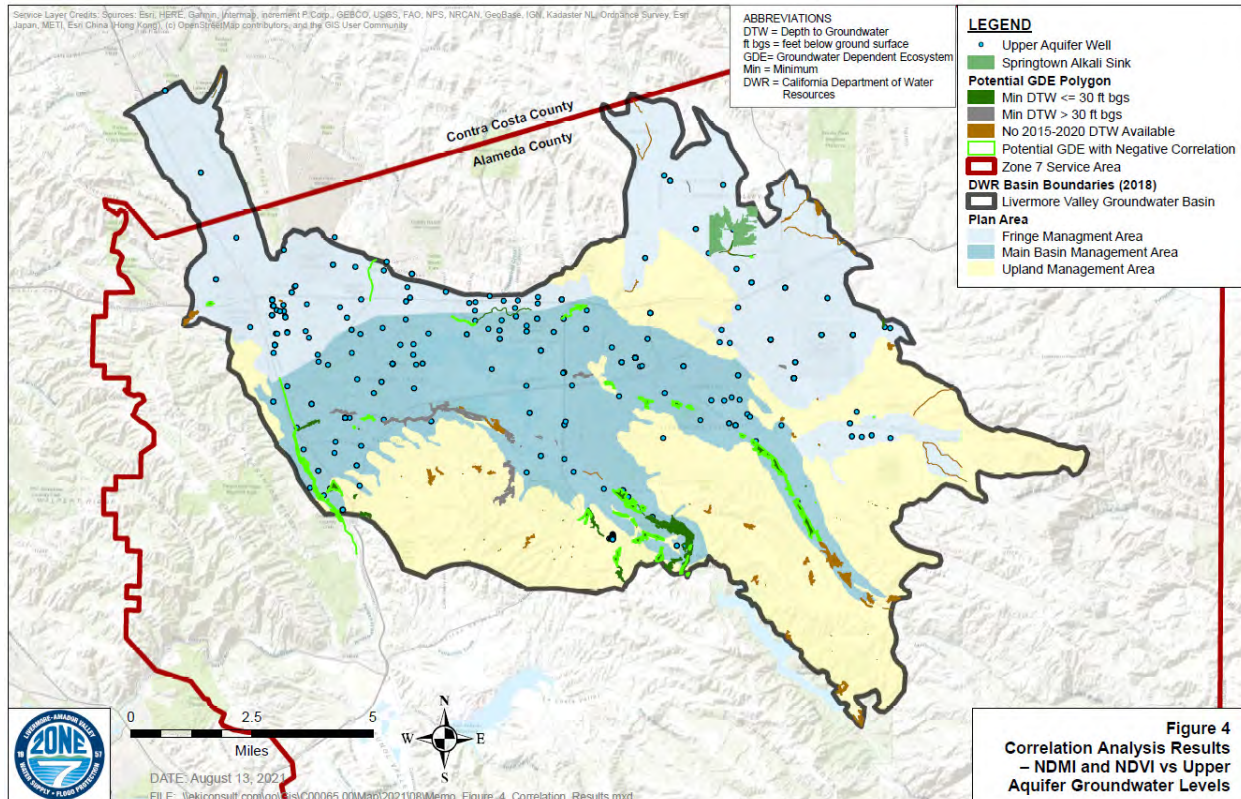 Service Layer Credits: Sources: Esri, HERE, Garmin, Intermap, increment P Corp., GEBCO, USGS, FAO, NPS, NRCAN, GeoBase, IGN, Kadaster NL, Ordnance Survey, Esri
Japan, METI, Esri China (Hong Kong), (c) OpenStreetMap contributors, and the GIS User Community
ABBREVIATIONS
DTW = Depth to Groundwater
ft bgs = feet below ground surface
GDE= Groundwater Dependent Ecosystem
Min = Minimum
DWR = California Department of Water
Resources
LEGEND
Upper Aquifer Well
Springtown Alkali Sink
Potential GDE Polygon
Min DTW <= 30 ft bgs
Min DTW > 30 ft bgs
No 2015-2020 DTW Available
Potential GDE with Negative Correlation
Zone 7 Service Area
DWR Basin Boundaries (2018)
Livermore Valley Groundwater Basin
Plan Area
Fringe Managment Area
Main Basin Management Area
Upland Management Area
Contra Costa County
Alameda County
0 2.5 5
Miles
N
W E
S
LIVERMORE-AMADOR VALLEY
ZONE
19 57
7
WATER SUPPLY • FLOOD PROTECTION
DATE: August 13, 2021
Figure 4
Correlation Analysis Results
– NDMI and NDVI vs Upper
Aquifer Groundwater Levels